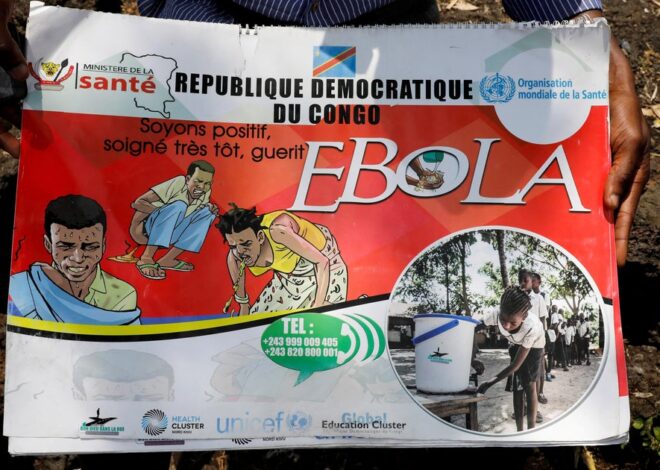 MINISTERE DE LA
santé
REPUBLIQUE DEMOCRATIQUE
DU CONGO
Organisation
mondiale de la Santé
Soyons positif,
soigné très tôt, guerit
EBOLA
TEL :
+243 999 009 405
+243 820 800 001
HEALTH
CLUSTER
unicef
Global
Education Cluster